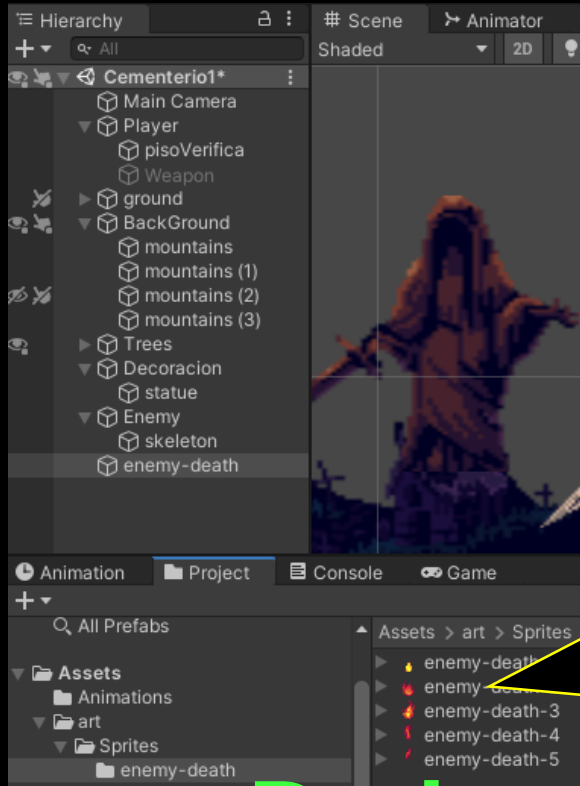 Hierarchy
# Scene
Animator
All
Shaded
2D
Cementerio1*
Main Camera
Player
pisoVerifica
Weapon
ground
BackGround
mountains
mountains (1)
mountains (2)
mountains (3)
Trees
Decoracion
statue
Enemy
skeleton
enemy-death
Animation
Project
Console
Game
All Prefabs
Assets > art > Sprites
Assets
Animations
art
Sprites
enemy-death
enemy-death
enemy-
enemy-death-3
enemy-death-4
enemy-death-5